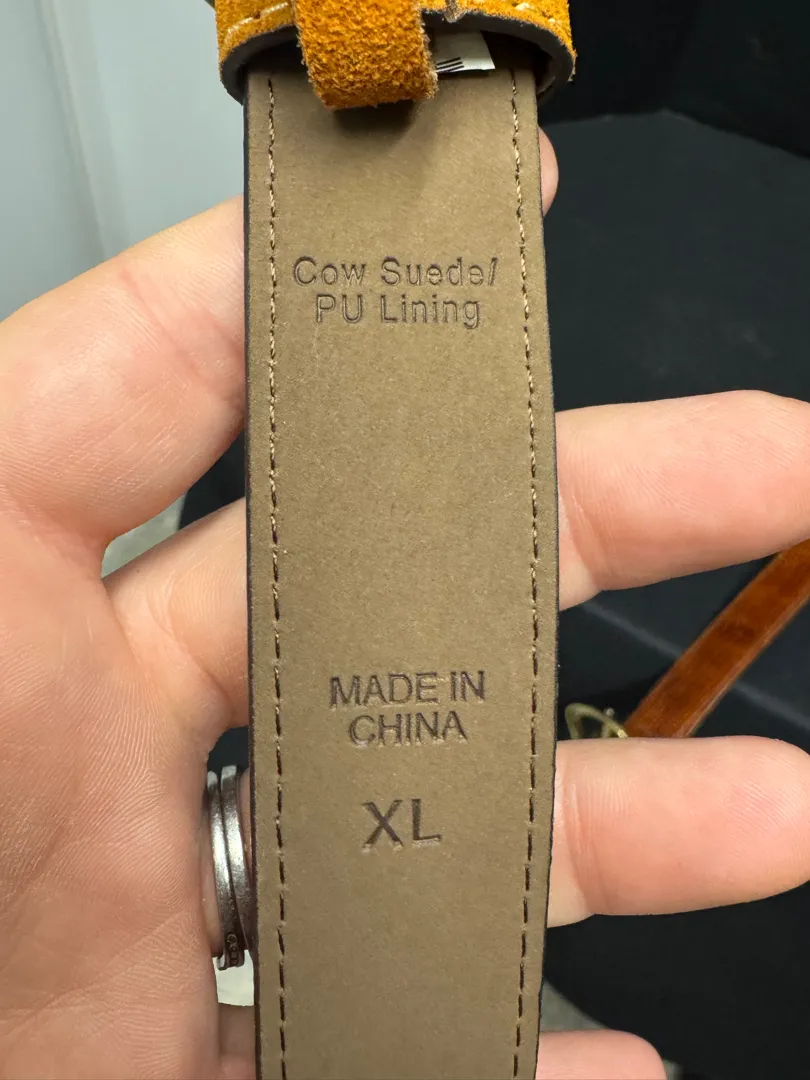 Cow Suede/
PU Lining
MADE IN
CHINA
XL